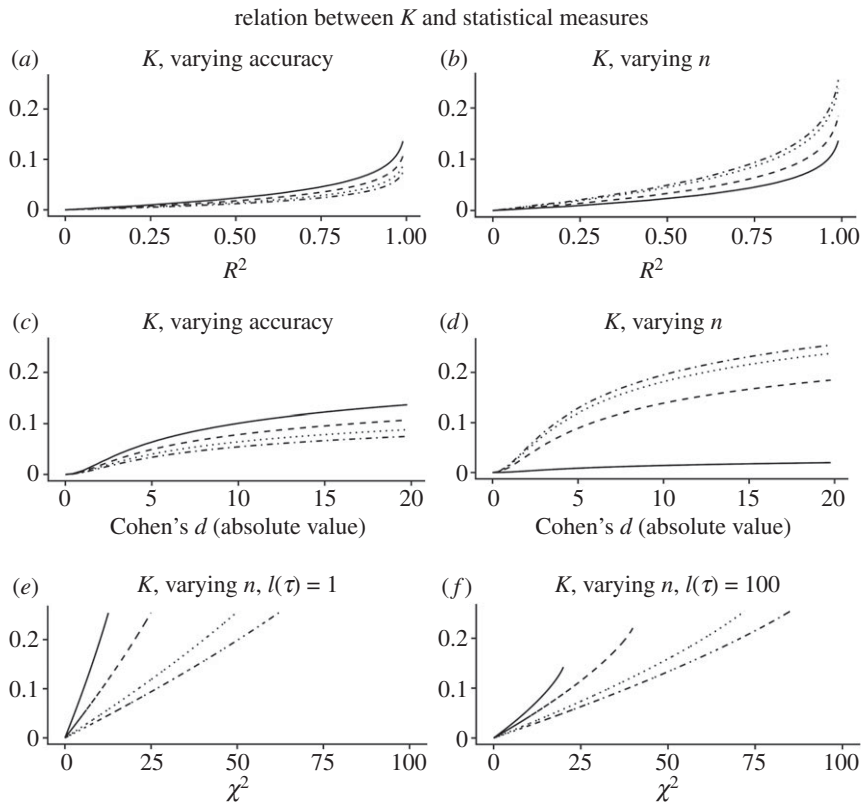 relation between K and statistical measures
(a) K, varying accuracy
0.2
0.1
0
0 0.25 0.50 0.75 1.00
R²
(b) K, varying n
0.2
0.1
0
0 0.25 0.50 0.75 1.00
R²
(c) K, varying accuracy
0.2
0.1
0
0 5 10 15 20
Cohen's d (absolute value)
(d) K, varying n
0.2
0.1
0
0 5 10 15 20
Cohen's d (absolute value)
(e) K, varying n, l(τ) = 1
0.2
0.1
0
0 25 50 75 100
χ²
(f) K, varying n, l(τ) = 100
0.2
0.1
0
0 25 50 75 100
χ²